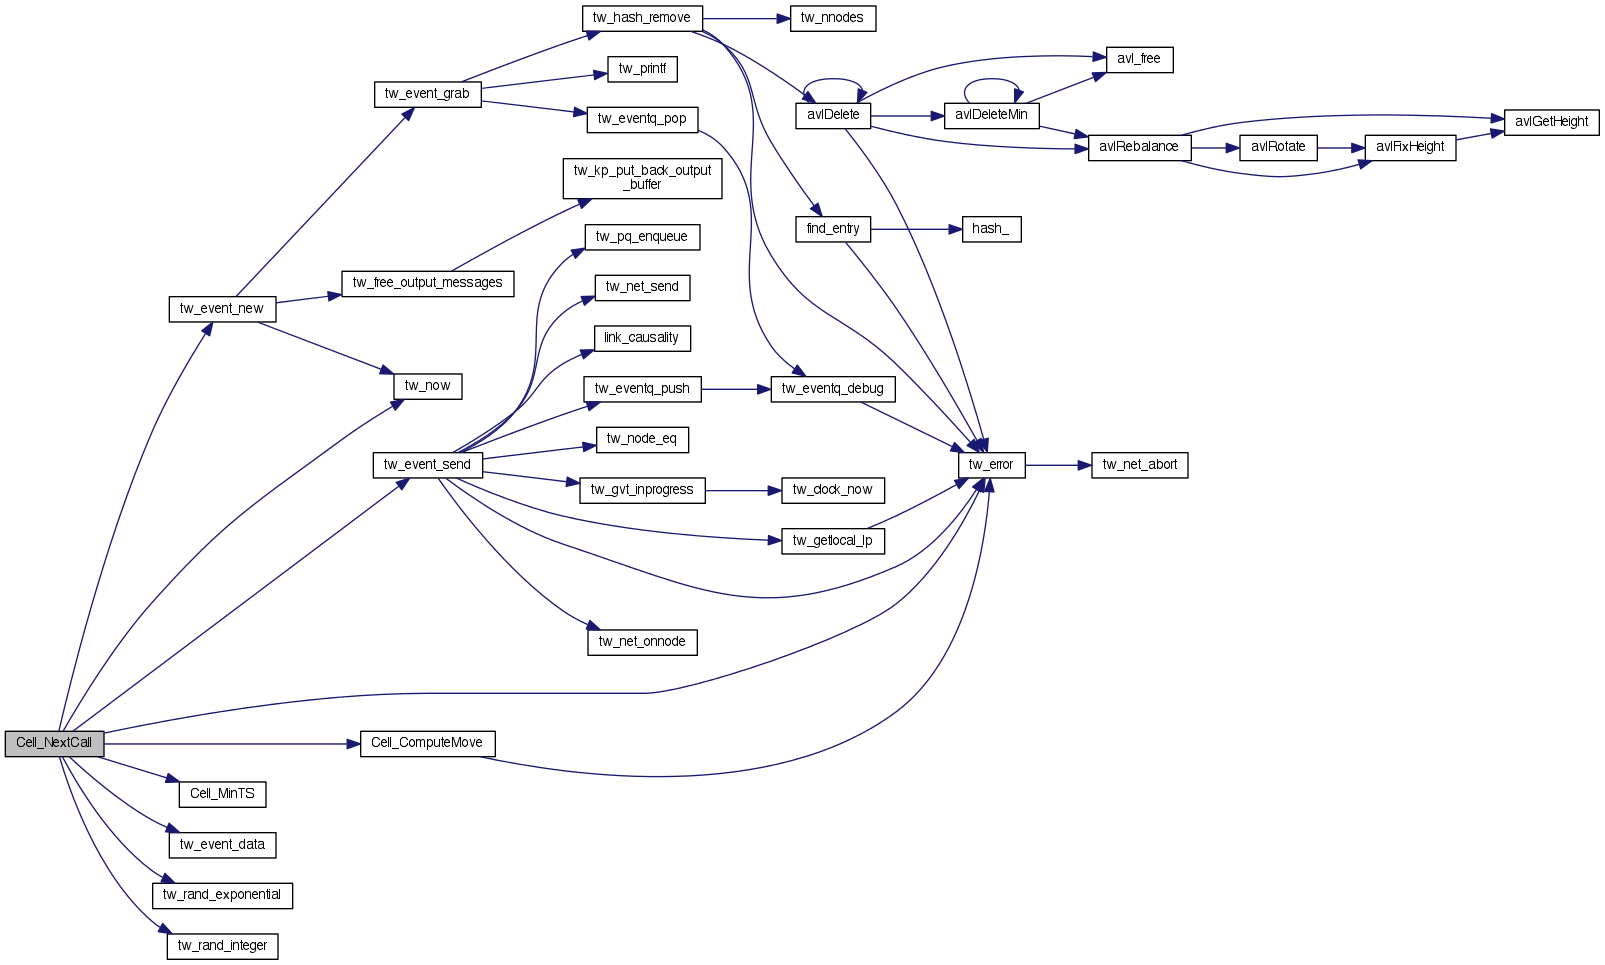 tw_hash_remove
tw_nnodes
avl_free
tw_printf
tw_event_grab
tw_eventq_pop
avlDelete
avlDeleteMin
avlGetHeight
avlRebalance
avlRotate
avlFixHeight
tw_kp_put_back_output
_buffer
find_entry
hash_
tw_pq_enqueue
tw_free_output_messages
tw_net_send
tw_event_new
link_causality
tw_now
tw_eventq_push
tw_eventq_debug
tw_node_eq
tw_event_send
tw_error
tw_net_abort
tw_gvt_inprogress
tw_clock_now
tw_getlocal_lp
tw_net_onnode
Cell_NextCall
Cell_ComputeMove
Cell_MinTS
tw_event_data
tw_rand_exponential
tw_rand_integer